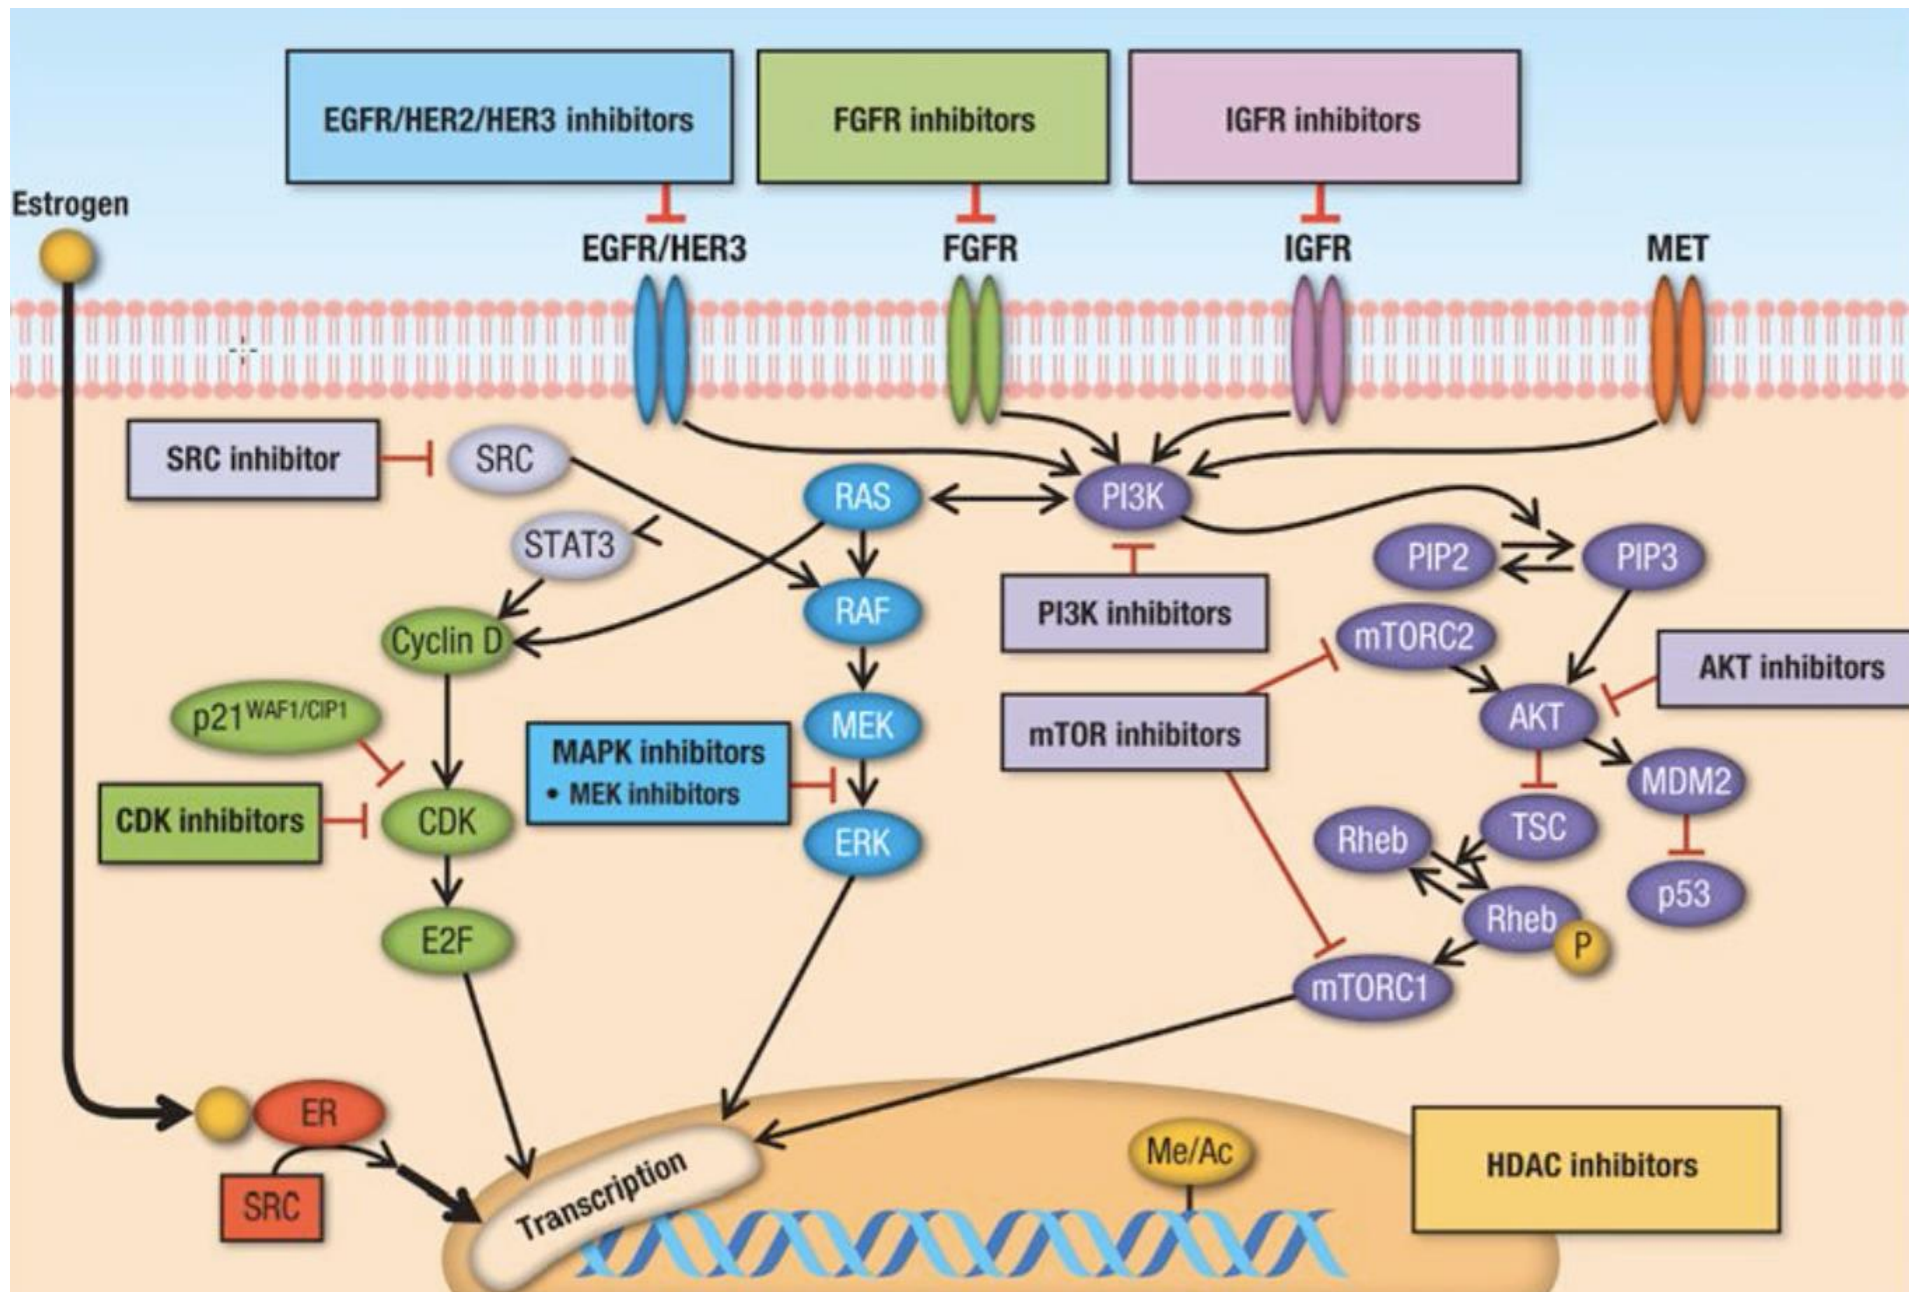 EGFR/HER2/HER3 inhibitors
FGFR inhibitors
IGFR inhibitors
Estrogen
EGFR/HER3
FGFR
IGFR
MET
SRC inhibitor
SRC
RAS
PI3K
STAT3
PIP2
PIP3
RAF
PI3K inhibitors
Cyclin D
mTORC2
AKT inhibitors
p21WAF1/CIP1
MEK
mTOR inhibitors
AKT
MAPK inhibitors
• MEK inhibitors
MDM2
CDK inhibitors
CDK
ERK
Rheb
TSC
p53
E2F
Rheb
P
mTORC1
ER
SRC
Transcription
Me/Ac
HDAC inhibitors